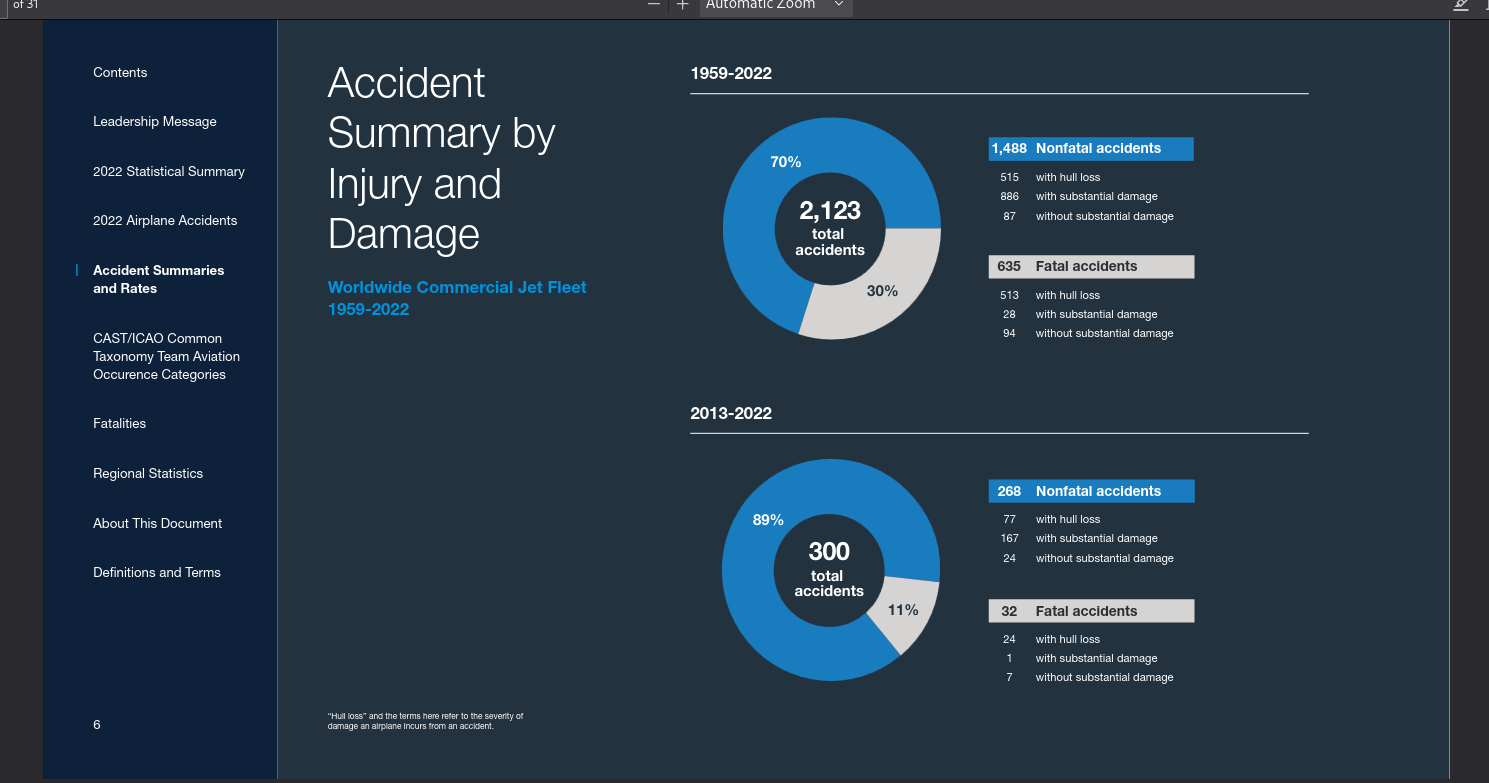 of 31
Automatic Zoom
Contents
Leadership Message
2022 Statistical Summary
2022 Airplane Accidents
Accident Summaries
and Rates
CAST/ICAO Common
Taxonomy Team Aviation
Occurence Categories
Fatalities
Regional Statistics
About This Document
Definitions and Terms
6
Accident
Summary by
Injury and
Damage
Worldwide Commercial Jet Fleet
1959-2022
1959-2022
70%
2,123
total
accidents
30%
1,488 Nonfatal accidents
515 with hull loss
886 with substantial damage
87 without substantial damage
635 Fatal accidents
513 with hull loss
28 with substantial damage
94 without substantial damage
2013-2022
89%
300
total
accidents
11%
268 Nonfatal accidents
77 with hull loss
167 with substantial damage
24 without substantial damage
32 Fatal accidents
24 with hull loss
1 with substantial damage
7 without substantial damage
“Hull loss” and the terms here refer to the severity of
damage an airplane incurs from an accident.